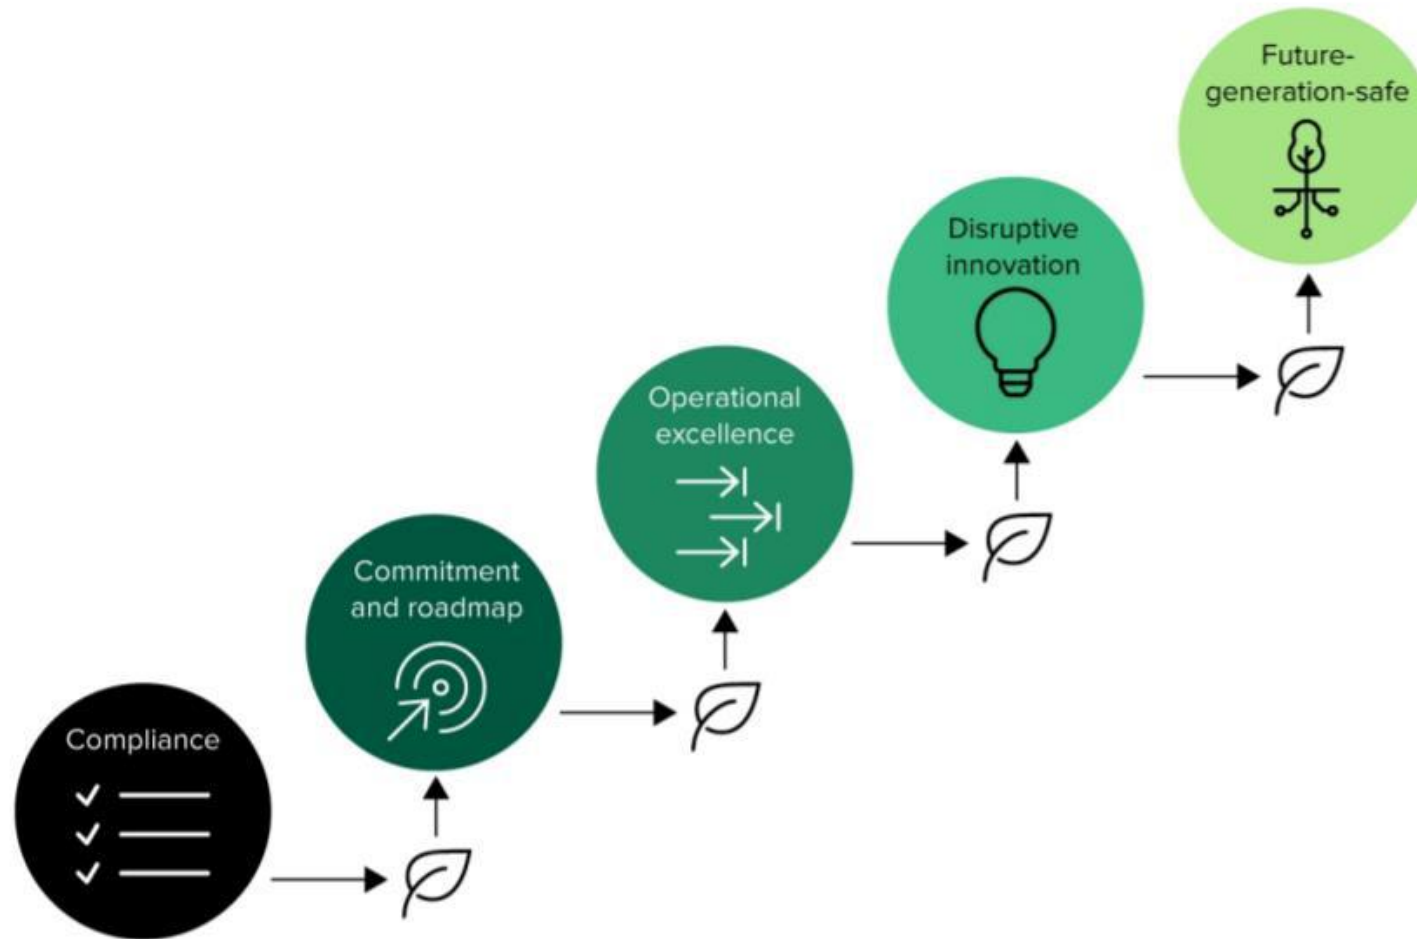 Future-
generation-safe
Disruptive
innovation
Operational
excellence
Commitment
and roadmap
Compliance